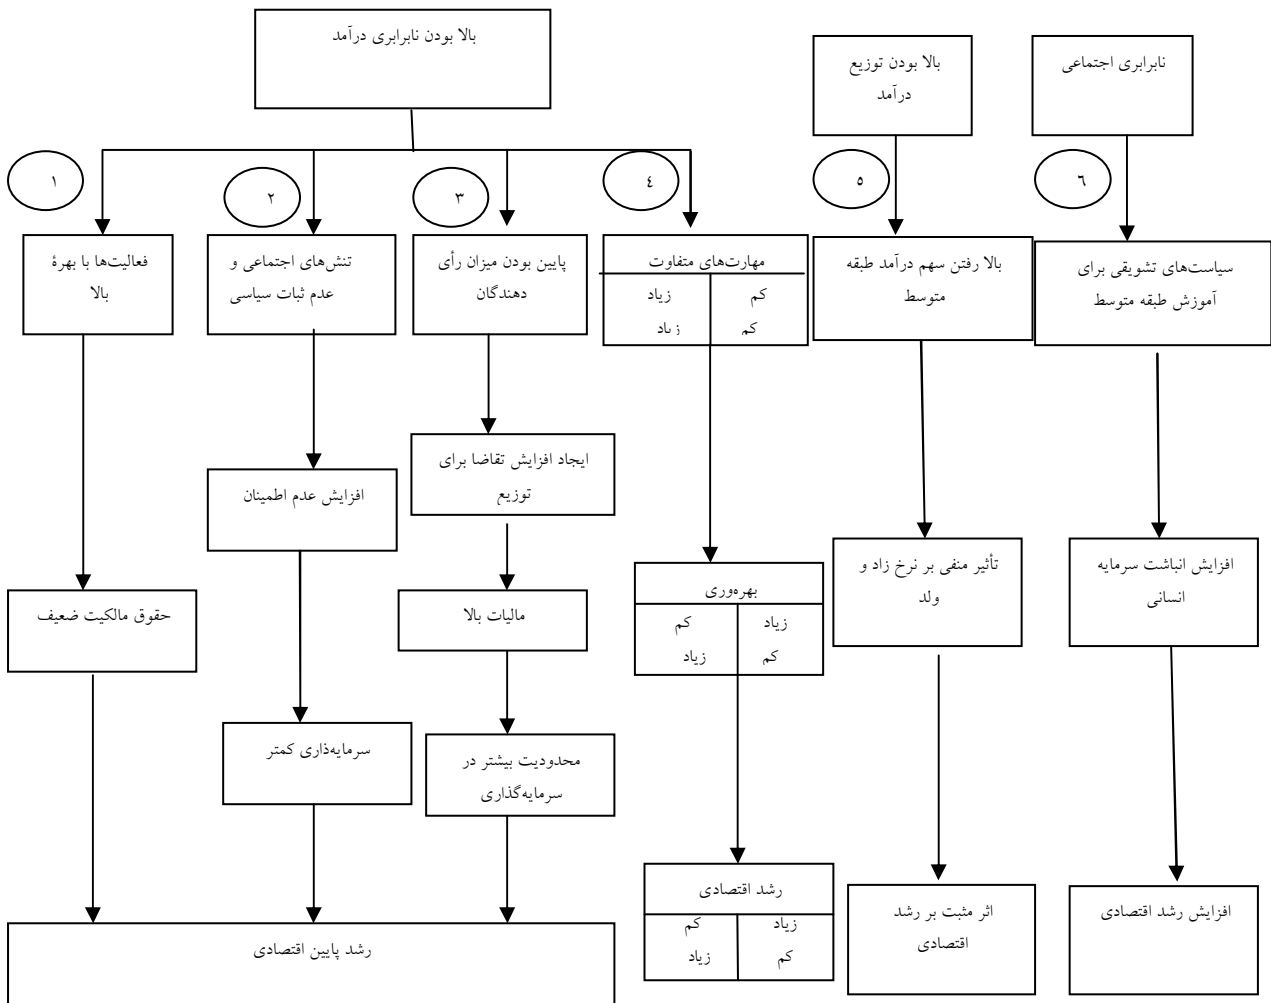 بالا بودن نابرابری درآمد
بالا بودن توزیع
درآمد
نابرابری اجتماعی
١
٢
٣
٤
٥
٦
فعالیت‌ها با بهرۀ
بالا
تنش‌های اجتماعی و
عدم ثبات سیاسی
پایین بودن میزان رأی
دهندگان
مهارت‌های متفاوت
کم زیاد
کم زیاد
بالا رفتن سهم درآمد طبقه
متوسط
سیاست‌های تشویقی برای
آموزش طبقه متوسط
ایجاد افزایش تقاضا برای
توزیع
افزایش عدم اطمینان
حقوق مالکیت ضعیف
مالیات بالا
بهره‌وری
زیاد کم
کم زیاد
تأثیر منفی بر نرخ زاد و
ولد
افزایش انباشت سرمایه
انسانی
سرمایه‌ذاری کمتر
محدودیت بیشتر در
سرمایه‌گذاری
رشد اقتصادی
زیاد کم
کم زیاد
اثر مثبت بر رشد
اقتصادی
افزایش رشد اقتصادی
رشد پایین اقتصادی